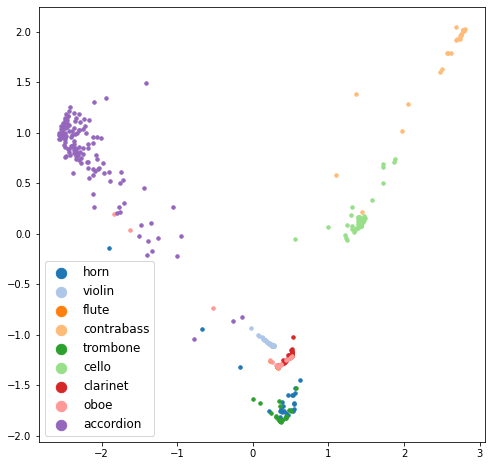 2.0
1.5
1.0
0.5
0.0
−0.5
−1.0
−1.5
−2.0
horn
violin
flute
contrabass
trombone
cello
clarinet
oboe
accordion
−2
−1
0
1
2
3